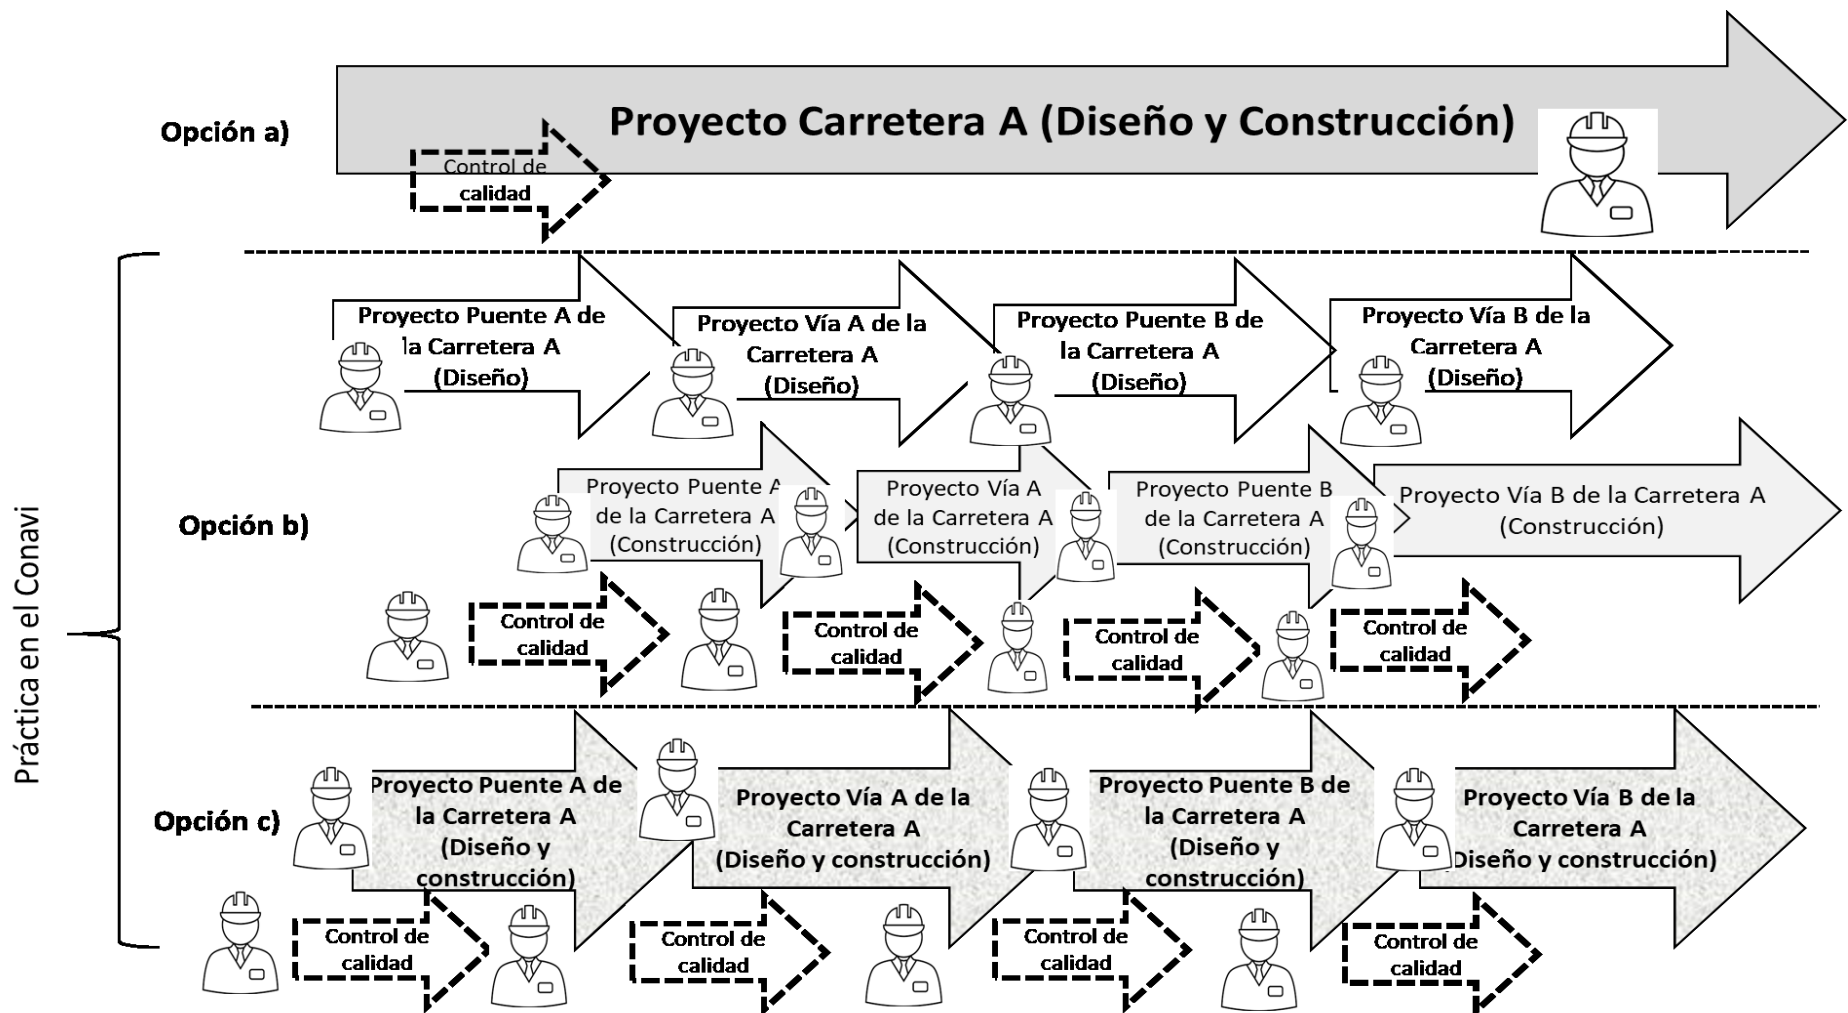 Opción a)
Proyecto Carretera A (Diseño y Construcción)
Control de
calidad
Práctica en el Conavi
Opción b)
Proyecto Puente A de
la Carretera A
(Diseño)
Proyecto Vía A de la
Carretera A
(Diseño)
Proyecto Puente B de
la Carretera A
(Diseño)
Proyecto Vía B de la
Carretera A
(Diseño)
Proyecto Puente A
de la Carretera A
(Construcción)
Proyecto Vía A
de la Carretera A
(Construcción)
Proyecto Puente B
de la Carretera A
(Construcción)
Proyecto Vía B de la Carretera A
(Construcción)
Control de
calidad
Control de
calidad
Control de
calidad
Control de
calidad
Opción c)
Proyecto Puente A de
la Carretera A
(Diseño y
construcción)
Proyecto Vía A de la
Carretera A
(Diseño y construcción)
Proyecto Puente B de
la Carretera A
(Diseño y
construcción)
Proyecto Vía B de la
Carretera A
(Diseño y construcción)
Control de
calidad
Control de
calidad
Control de
calidad
Control de
calidad